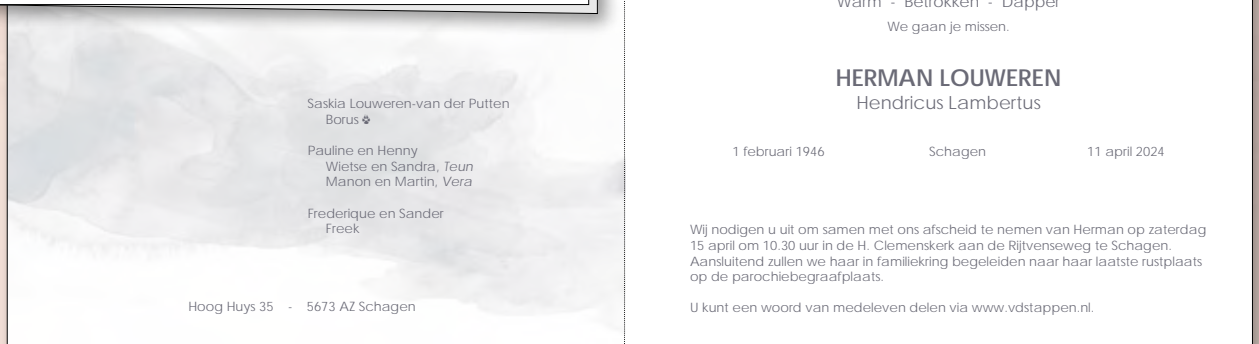 Saskia Louweren-van der Putten
Borus
Pauline en Henny
Wietse en Sandra, Teun
Manon en Martin, Vera
Frederique en Sander
Freek
Hoog Huys 35 - 5673 AZ Schagen
Warm - Betrokken - Dapper
We gaan je missen.
HERMAN LOUWEREN
Hendricus Lambertus
1 februari 1946 Schagen 11 april 2024
Wij nodigen u uit om samen met ons afscheid te nemen van Herman op zaterdag
15 april om 10.30 uur in de H. Clemenskerk aan de Rijtvenseweg te Schagen.
Aansluitend zullen we haar in familiekring begeleiden naar haar laatste rustplaats
op de parochiebegraafplaats.
U kunt een woord van medeleven delen via www.vdstappen.nl.